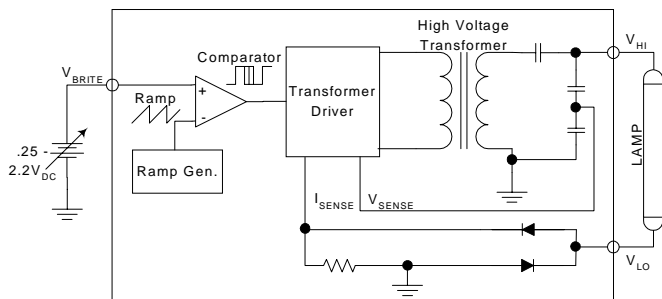 High Voltage
Transformer
V_HI
Comparator
V_BRITE
Transformer
Driver
Ramp
+
-
.25 -
2.2V_DC
Ramp Gen.
LAMP
I_SENSE
V_SENSE
V_LO